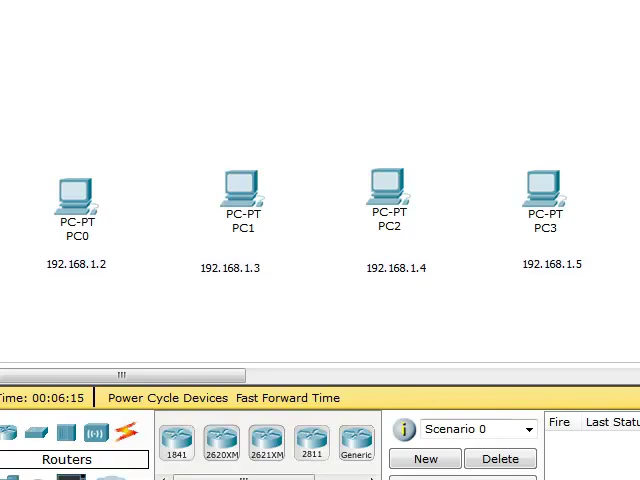 PC-PT
PC0
PC-PT
PC1
PC-PT
PC2
PC-PT
PC3
192.168.1.2
192.168.1.3
192.168.1.4
192.168.1.5
Time: 00:06:15 Power Cycle Devices Fast Forward Time
Scenario 0
Fire Last Statu
1841
2620XM
2621XM
2811
Generic
Routers
New
Delete